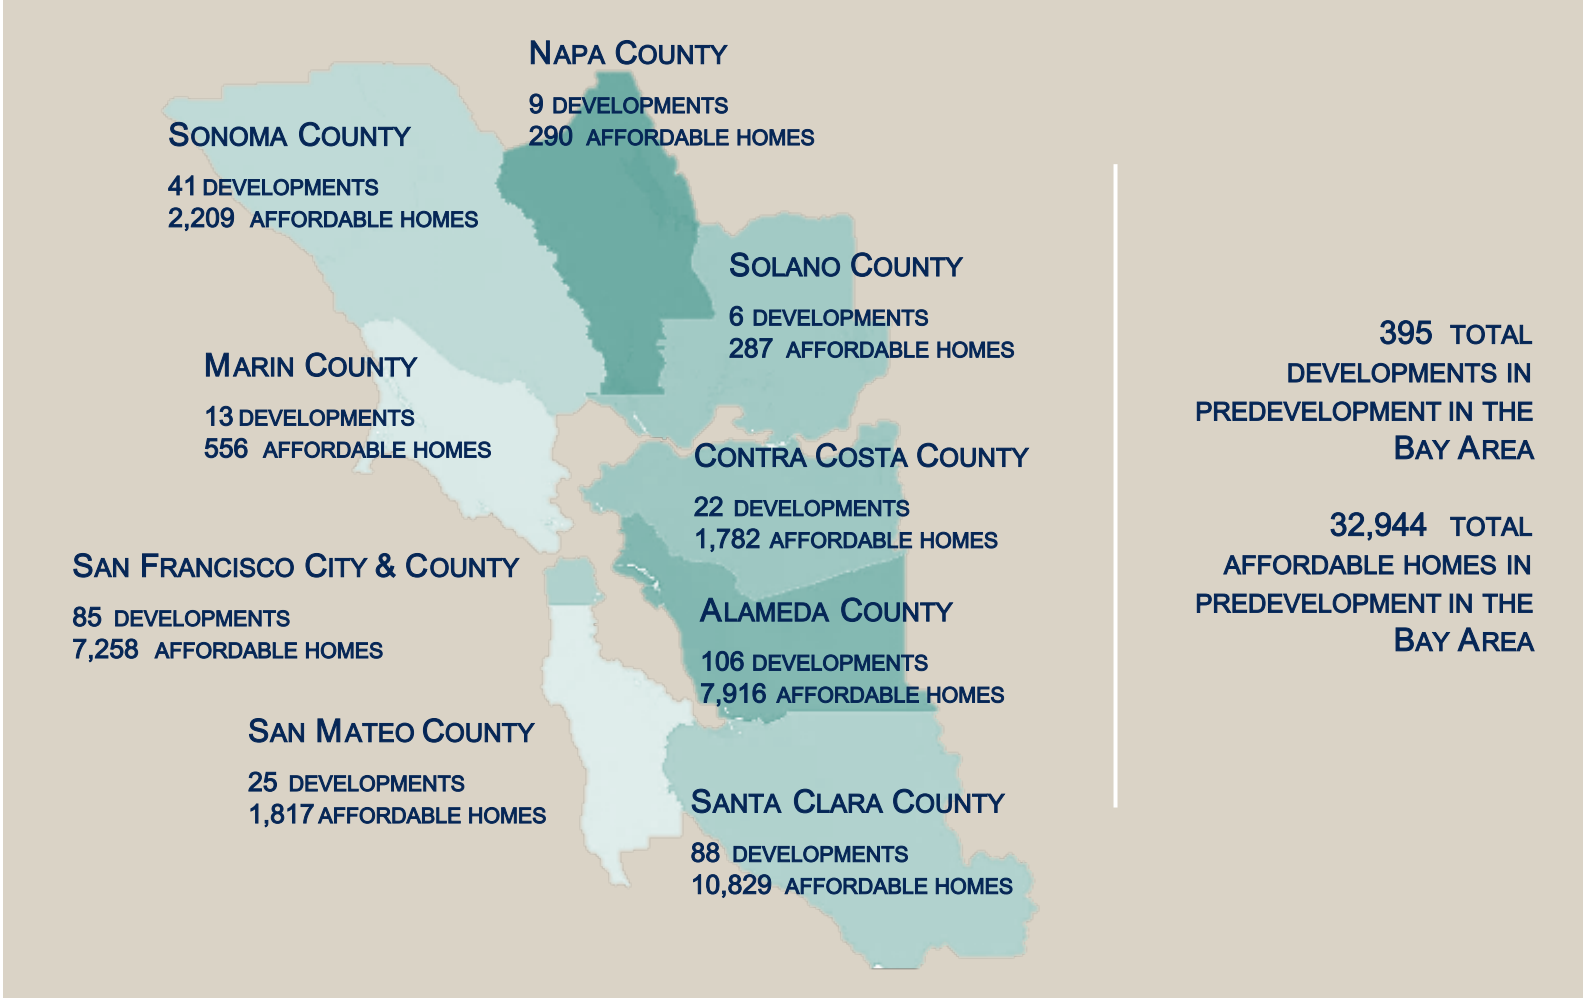 Napa County
9 developments
290 affordable homes
Sonoma County
41 developments
2,209 affordable homes
Solano County
6 developments
287 affordable homes
Marin County
13 developments
556 affordable homes
Contra Costa County
22 developments
1,782 affordable homes
San Francisco City & County
85 developments
7,258 affordable homes
Alameda County
106 developments
7,916 affordable homes
San Mateo County
25 developments
1,817 affordable homes
Santa Clara County
88 developments
10,829 affordable homes
395 total
developments in
predevelopment in the
Bay Area
32,944 total
affordable homes in
predevelopment in the
Bay Area